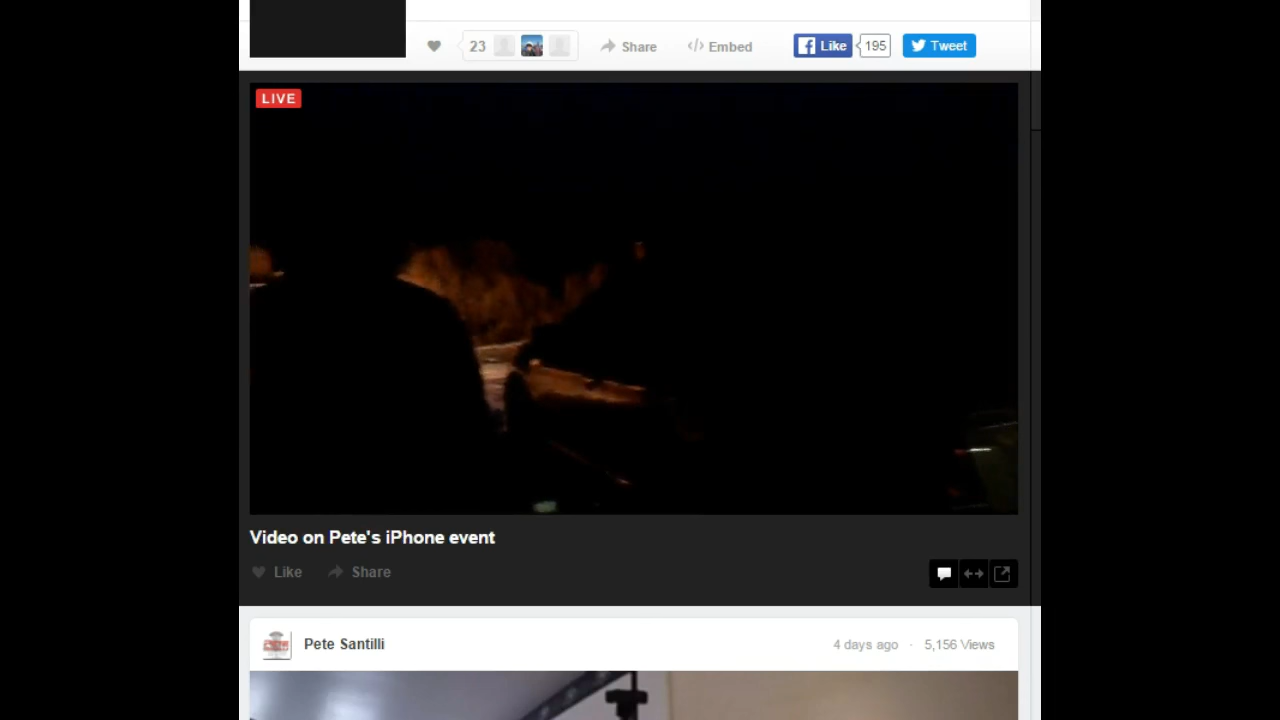 23 Share </> Embed Like 195 Tweet
LIVE
Video on Pete's iPhone event
Like Share
Pete Santilli 4 days ago · 5,156 Views